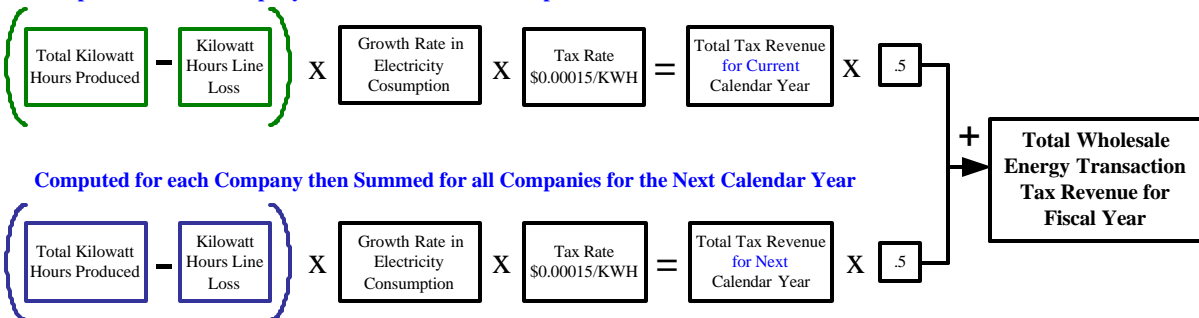 Total Kilowatt
Hours Produced
-
Kilowatt
Hours Line
Loss
X
Growth Rate in
Electricity
Cosumption
X
Tax Rate
$0.00015/KWH
=
Total Tax Revenue
for Current
Calendar Year
X
.5
+
Total Wholesale
Energy Transaction
Tax Revenue for
Fiscal Year
Computed for each Company then Summed for all Companies for the Next Calendar Year
Total Kilowatt
Hours Produced
-
Kilowatt
Hours Line
Loss
X
Growth Rate in
Electricity
Consumption
X
Tax Rate
$0.00015/KWH
=
Total Tax Revenue
for Next
Calendar Year
X
.5